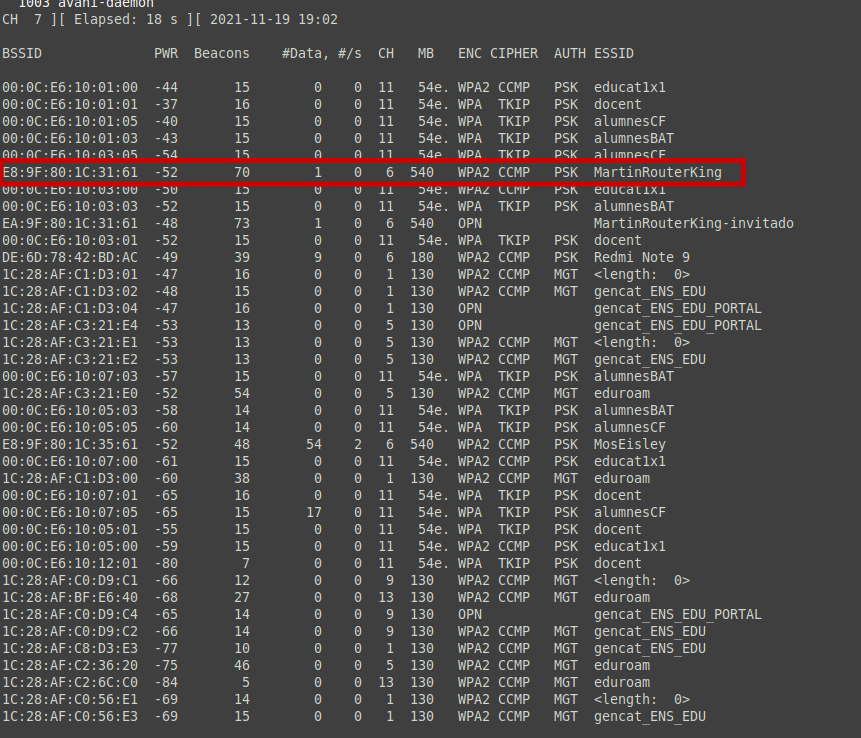 1003 avahi-daemon
CH  7 ][ Elapsed: 18 s ][ 2021-11-19 19:02
BSSID              PWR  Beacons    #Data, #/s  CH   MB   ENC CIPHER  AUTH ESSID
00:0C:E6:10:01:00  -44       15        0    0  11   54e. WPA2 CCMP   PSK  educat1x1
00:0C:E6:10:01:01  -37       16        0    0  11   54e. WPA  TKIP   PSK  docent
00:0C:E6:10:01:05  -40       15        0    0  11   54e. WPA  TKIP   PSK  alumnesCF
00:0C:E6:10:01:03  -43       15        0    0  11   54e. WPA  TKIP   PSK  alumnesBAT
00:0C:E6:10:03:05  -54       15        0    0  11   54e. WPA  TKIP   PSK  alumnesCF
E8:9F:80:1C:31:61  -52       70        1    0   6  540   WPA2 CCMP   PSK  MartinRouterKing
00:0C:E6:10:03:00  -50       15        0    0  11   54e. WPA2 CCMP   PSK  educat1x1
00:0C:E6:10:03:03  -52       15        0    0  11   54e. WPA  TKIP   PSK  alumnesBAT
EA:9F:80:1C:31:61  -48       73        1    0   6  540   OPN              MartinRouterKing-invitado
00:0C:E6:10:03:01  -52       15        0    0  11   54e. WPA  TKIP   PSK  docent
DE:6D:78:42:BD:AC  -49       39        9    0   6  180   WPA2 CCMP   PSK  Redmi Note 9
1C:28:AF:C1:D3:01  -47       16        0    0   1  130   WPA2 CCMP   MGT  <length:  0>
1C:28:AF:C1:D3:02  -48       15        0    0   1  130   WPA2 CCMP   MGT  gencat_ENS_EDU
1C:28:AF:C1:D3:04  -47       16        0    0   1  130   OPN              gencat_ENS_EDU_PORTAL
1C:28:AF:C3:21:E4  -53       13        0    0   5  130   OPN              gencat_ENS_EDU_PORTAL
1C:28:AF:C3:21:E1  -53       13        0    0   5  130   WPA2 CCMP   MGT  <length:  0>
1C:28:AF:C3:21:E2  -53       13        0    0   5  130   WPA2 CCMP   MGT  gencat_ENS_EDU
00:0C:E6:10:07:03  -57       15        0    0  11   54e. WPA  TKIP   PSK  alumnesBAT
1C:28:AF:C3:21:E0  -52       54        0    0   5  130   WPA2 CCMP   MGT  eduroam
00:0C:E6:10:05:03  -58       14        0    0  11   54e. WPA  TKIP   PSK  alumnesBAT
00:0C:E6:10:05:05  -60       14        0    0  11   54e. WPA  TKIP   PSK  alumnesCF
E8:9F:80:1C:35:61  -52       48       54    2   6  540   WPA2 CCMP   PSK  MosEisley
00:0C:E6:10:07:00  -61       15        0    0  11   54e. WPA2 CCMP   PSK  educat1x1
1C:28:AF:C1:D3:00  -60       38        0    0   1  130   WPA2 CCMP   MGT  eduroam
00:0C:E6:10:07:01  -65       16        0    0  11   54e. WPA  TKIP   PSK  docent
00:0C:E6:10:07:05  -65       15       17    0  11   54e. WPA  TKIP   PSK  alumnesCF
00:0C:E6:10:05:01  -55       15        0    0  11   54e. WPA  TKIP   PSK  docent
00:0C:E6:10:05:00  -59       15        0    0  11   54e. WPA2 CCMP   PSK  educat1x1
00:0C:E6:10:12:01  -80        7        0    0  11   54e. WPA  TKIP   PSK  docent
1C:28:AF:C0:D9:C1  -66       12        0    0   9  130   WPA2 CCMP   MGT  <length:  0>
1C:28:AF:BF:E6:40  -68       27        0    0  13  130   WPA2 CCMP   MGT  eduroam
1C:28:AF:C0:D9:C4  -65       14        0    0   9  130   OPN              gencat_ENS_EDU_PORTAL
1C:28:AF:C0:D9:C2  -66       14        0    0   9  130   WPA2 CCMP   MGT  gencat_ENS_EDU
1C:28:AF:C8:D3:E3  -77       10        0    0   1  130   WPA2 CCMP   MGT  gencat_ENS_EDU
1C:28:AF:C2:36:20  -75       46        0    0   5  130   WPA2 CCMP   MGT  eduroam
1C:28:AF:C2:6C:C0  -84        5        0    0  13  130   WPA2 CCMP   MGT  eduroam
1C:28:AF:C0:56:E1  -69       14        0    0   1  130   WPA2 CCMP   MGT  <length:  0>
1C:28:AF:C0:56:E3  -69       15        0    0   1  130   WPA2 CCMP   MGT  gencat_ENS_EDU